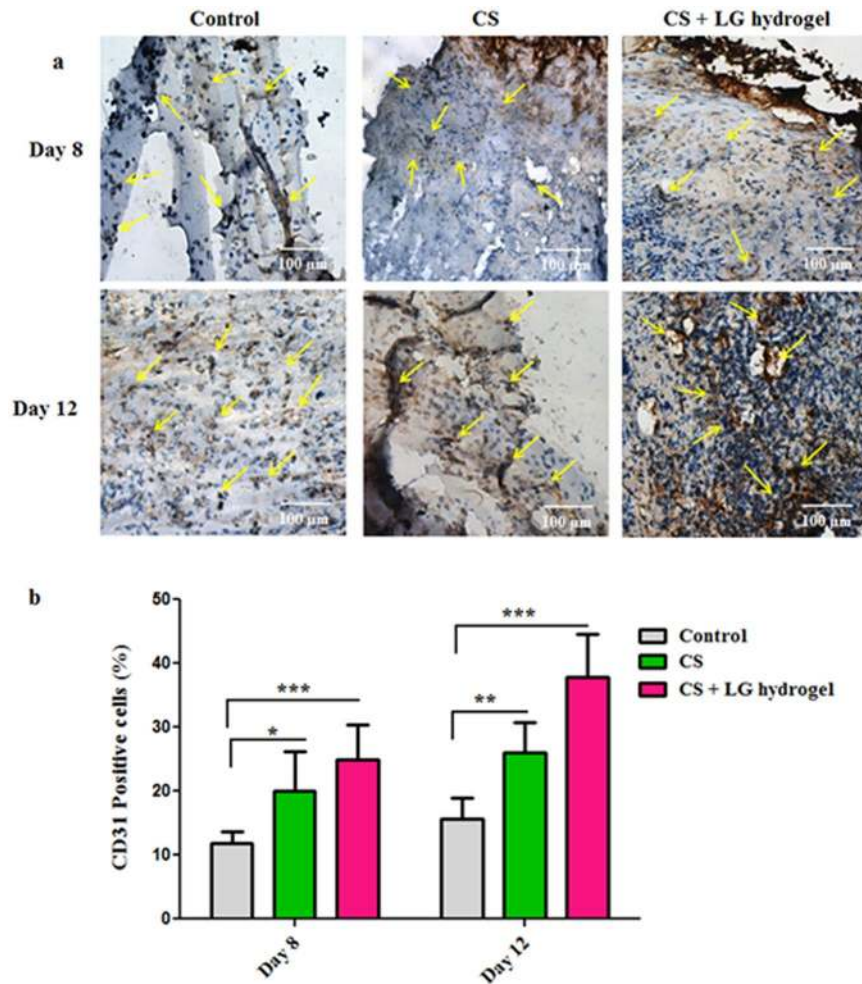 Control CS CS + LG hydrogel
a
Day 8
100 µm 100 µm 100 µm
Day 12
100 µm 100 µm 100 µm
b
50
40
30
20
10
0
CD31 Positive cells (%)
*** *
*** **
Control
CS
CS + LG hydrogel
Day 8 Day 12